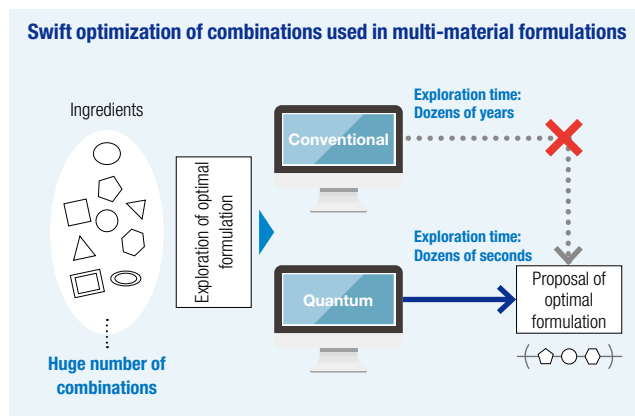 Swift optimization of combinations used in multi-material formulations
Ingredients
Huge number of
combinations
Exploration of optimal
formulation
Conventional
Exploration time:
Dozens of years
Quantum
Exploration time:
Dozens of seconds
Proposal of
optimal
formulation